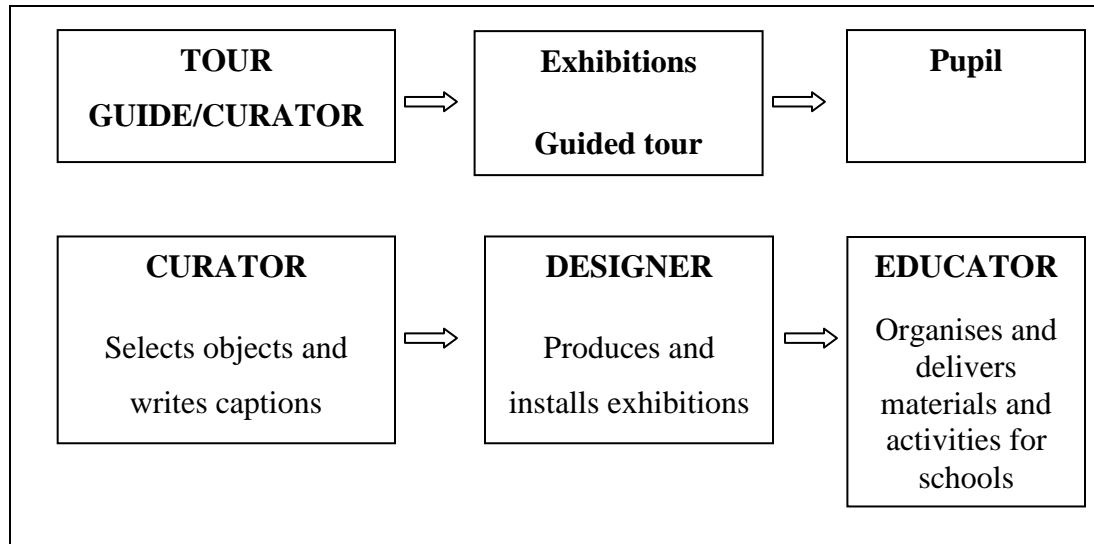 TOUR
GUIDE/CURATOR
Exhibitions
Guided tour
Pupil
CURATOR
Selects objects and
writes captions
DESIGNER
Produces and
installs exhibitions
EDUCATOR
Organises and
delivers
materials and
activities for
schools